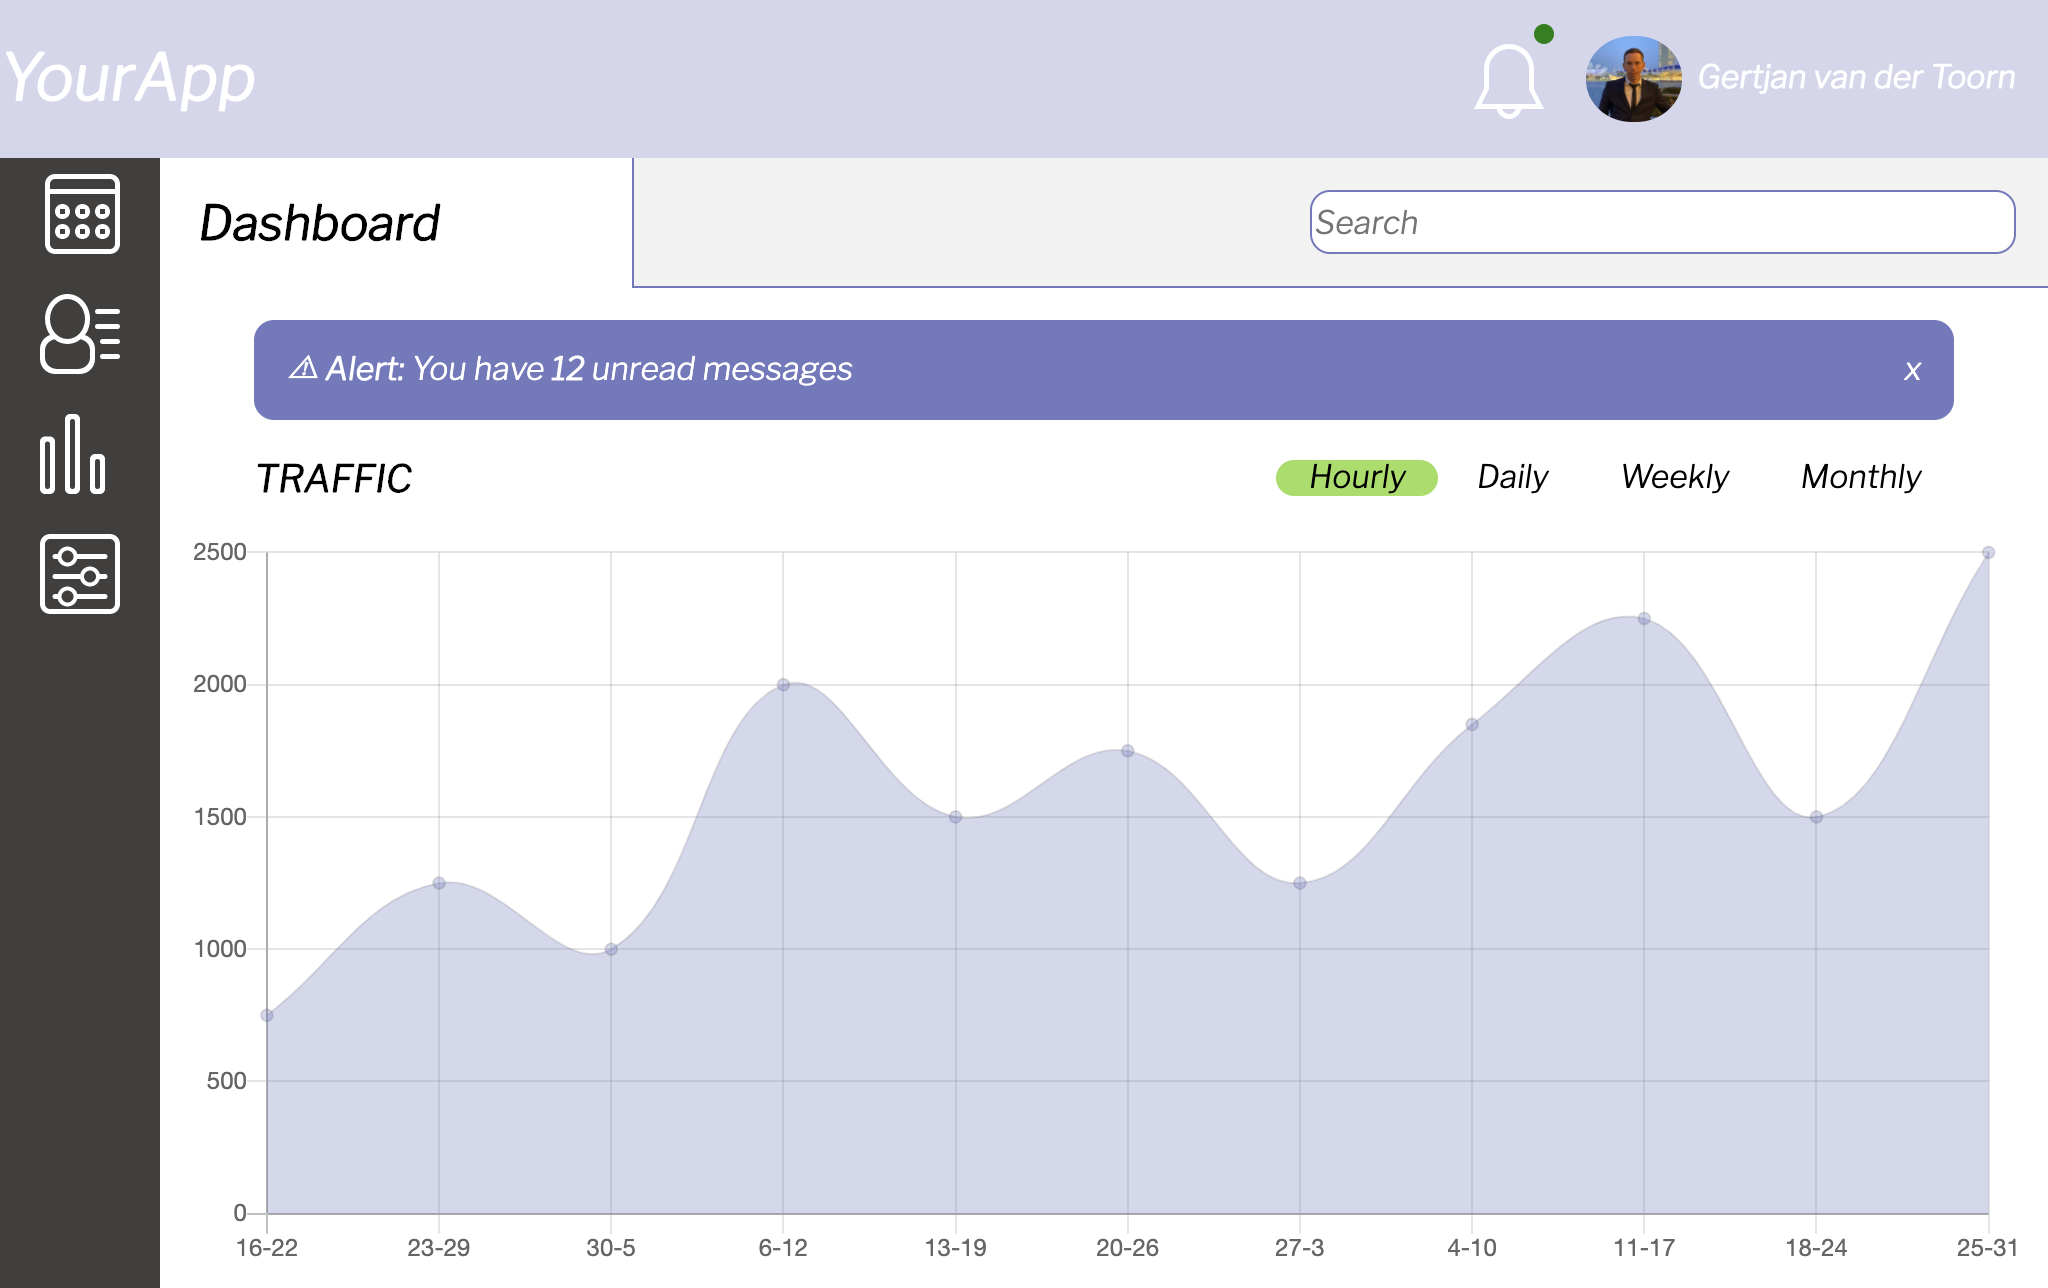 YourApp
Gertjan van der Toorn
Dashboard
Search
⚠ Alert: You have 12 unread messages
x
TRAFFIC
Hourly Daily Weekly Monthly
2500
2000
1500
1000
500
0
16-22 23-29 30-5 6-12 13-19 20-26 27-3 4-10 11-17 18-24 25-31